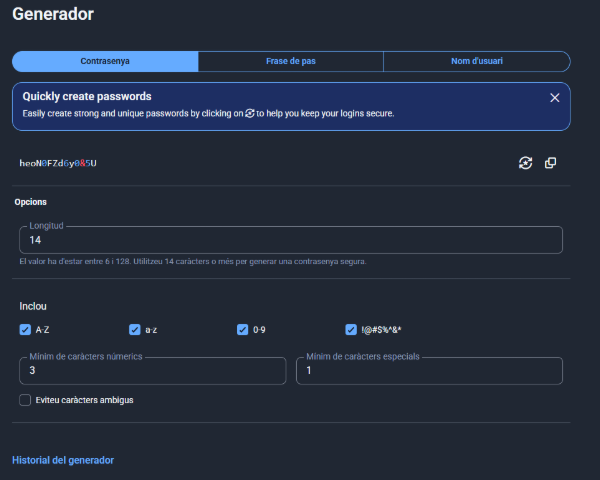 Generador
Contrasenya
Frase de pas
Nom d'usuari
Quickly create passwords
Easily create strong and unique passwords by clicking on to help you keep your logins secure.
heoN0FZd6y0&5U
Opcions
Longitud
14
El valor ha d'estar entre 6 i 128. Utilitzeu 14 caràcters o més per generar una contrasenya segura.
Inclou
A-Z
a-z
0-9
!@#$%^&*
Mínim de caràcters númerics
3
Mínim de caràcters especials
1
Eviteu caràcters ambigus
Historial del generador